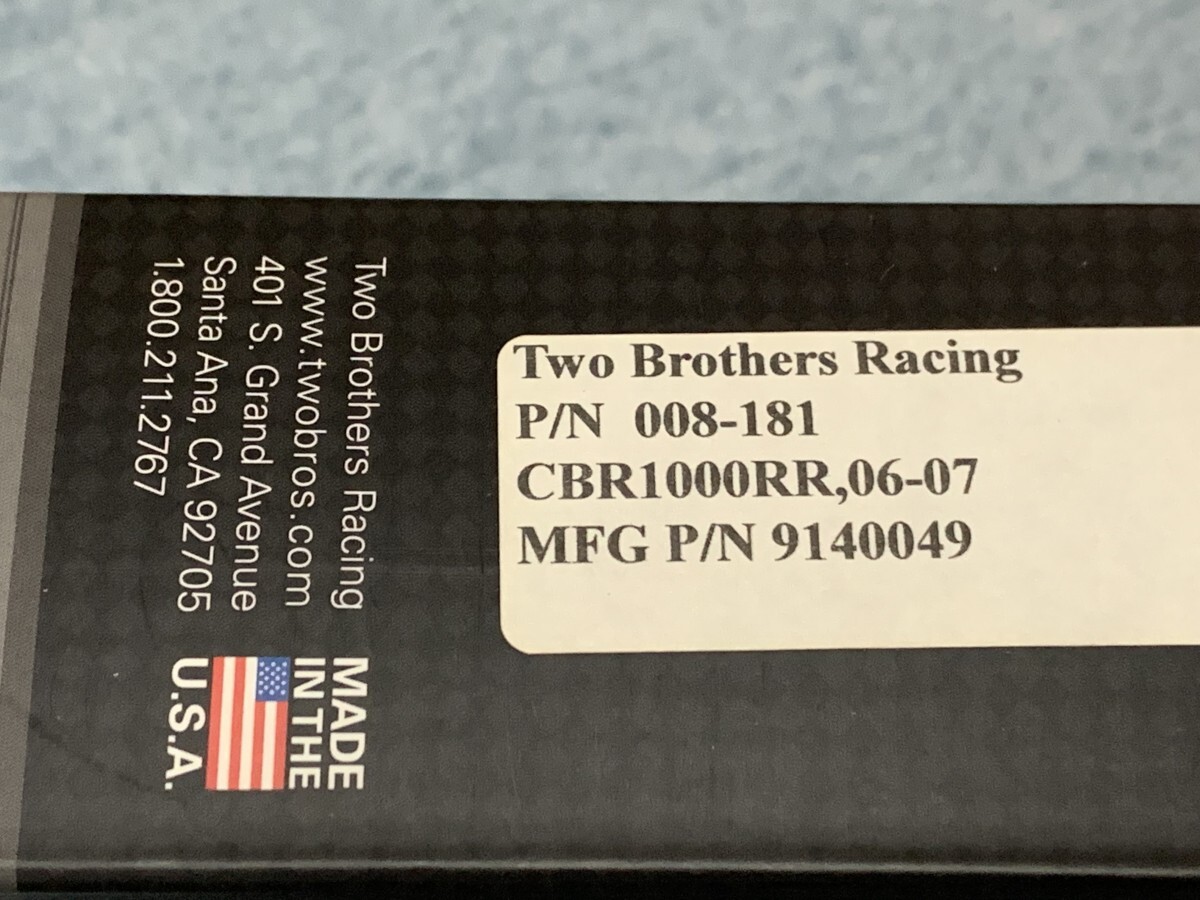 Two Brothers Racing
www.twobros.com
401 S. Grand Avenue
Santa Ana, CA 92705
1.800.211.2767
MADE
IN THE
U.S.A.
Two Brothers Racing
P/N 008-181
CBR1000RR,06-07
MFG P/N 9140049